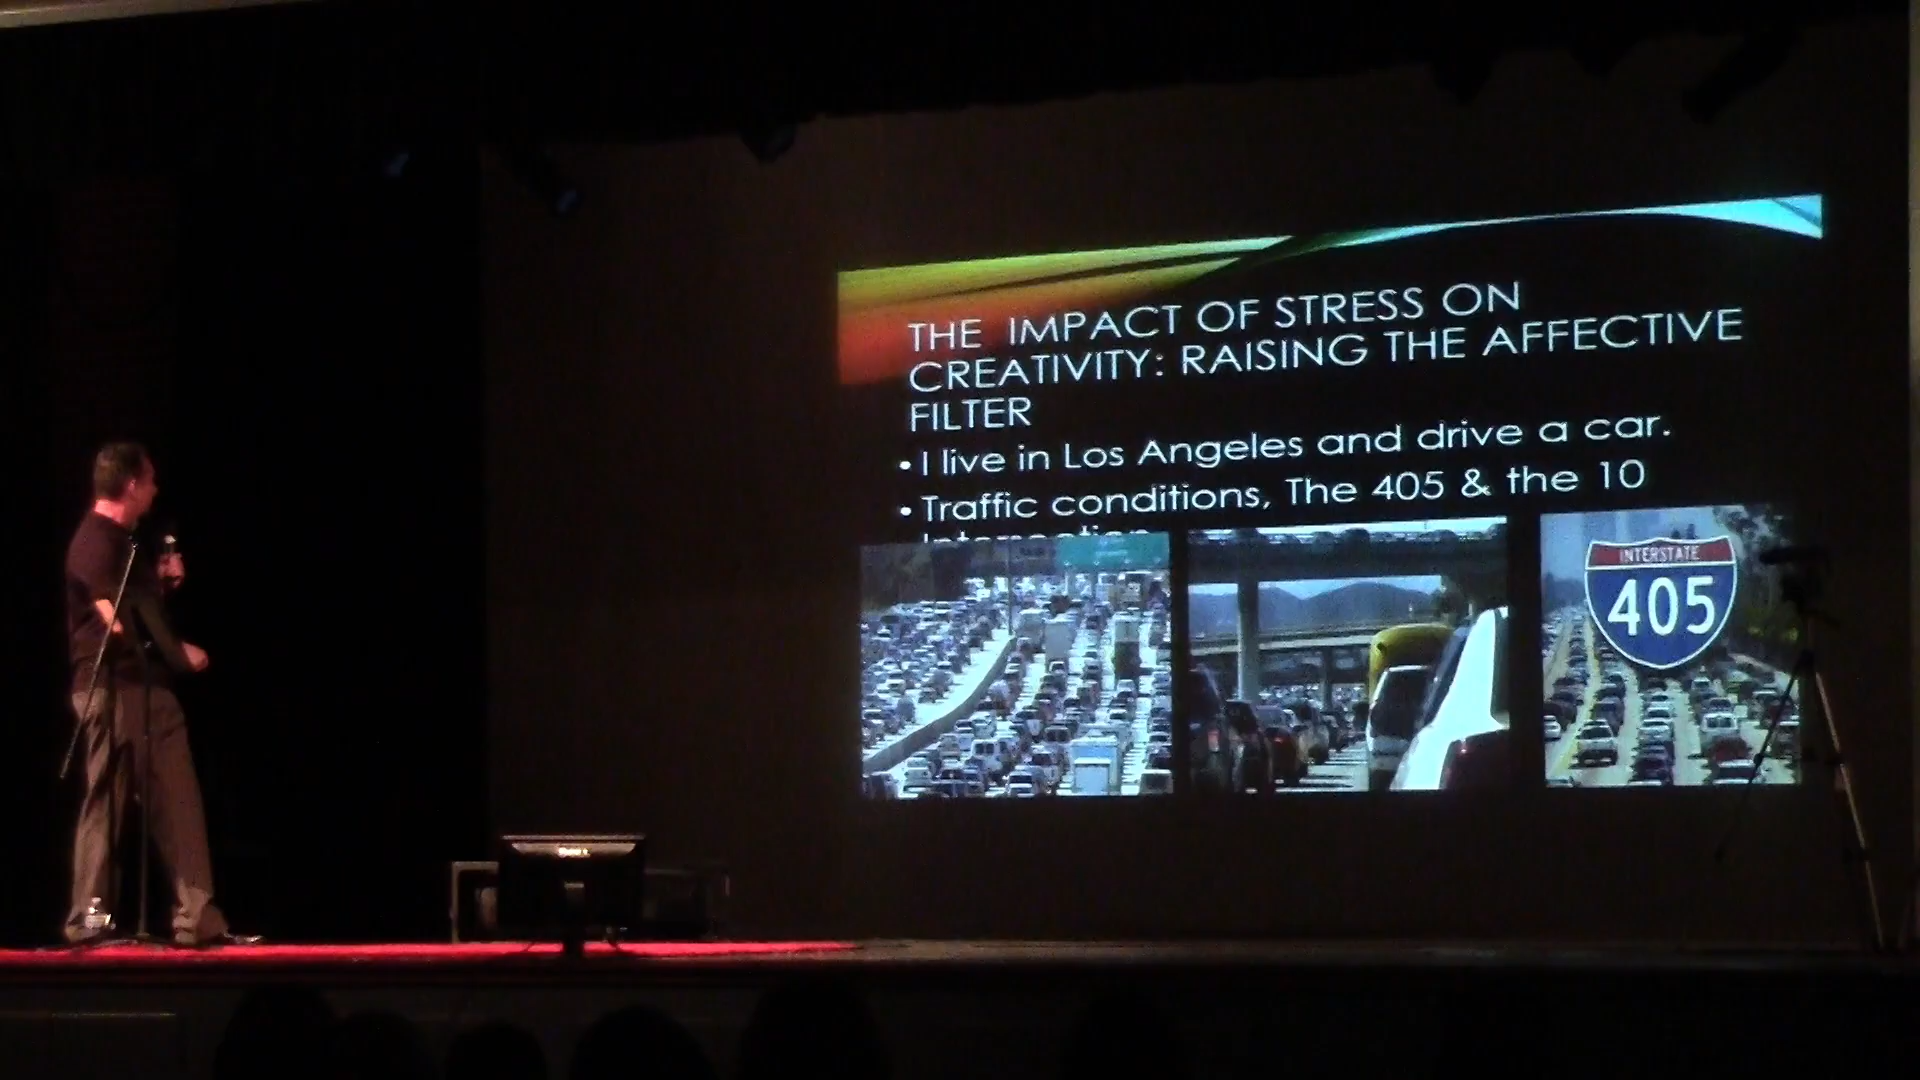 THE IMPACT OF STRESS ON
CREATIVITY: RAISING THE AFFECTIVE
FILTER
• I live in Los Angeles and drive a car.
• Traffic conditions, The 405 & the 10
INTERSTATE
405